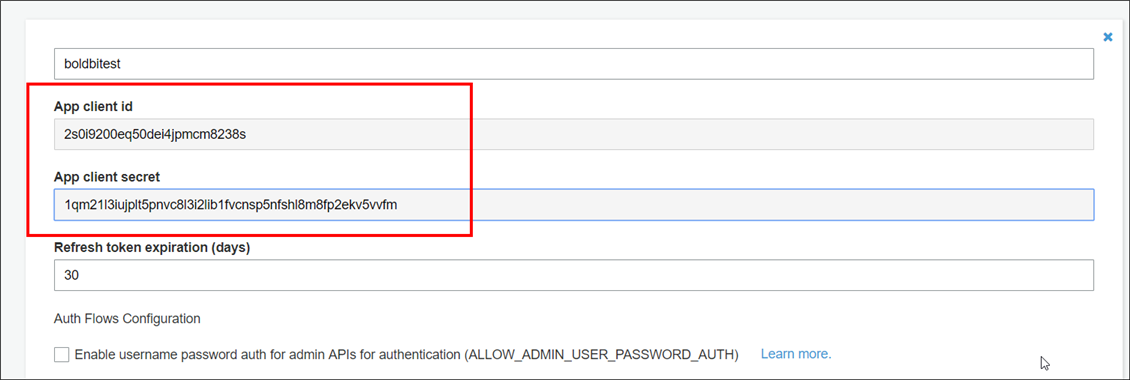 boldbitest
App client id
2s0i9200eq50dei4jpmcm8238s
App client secret
1qm21l3iujplt5pnvc8l3i2lib1fvcnsp5nfshl8m8fp2ekv5vvfm
Refresh token expiration (days)
30
Auth Flows Configuration
Enable username password auth for admin APIs for authentication (ALLOW_ADMIN_USER_PASSWORD_AUTH) Learn more.